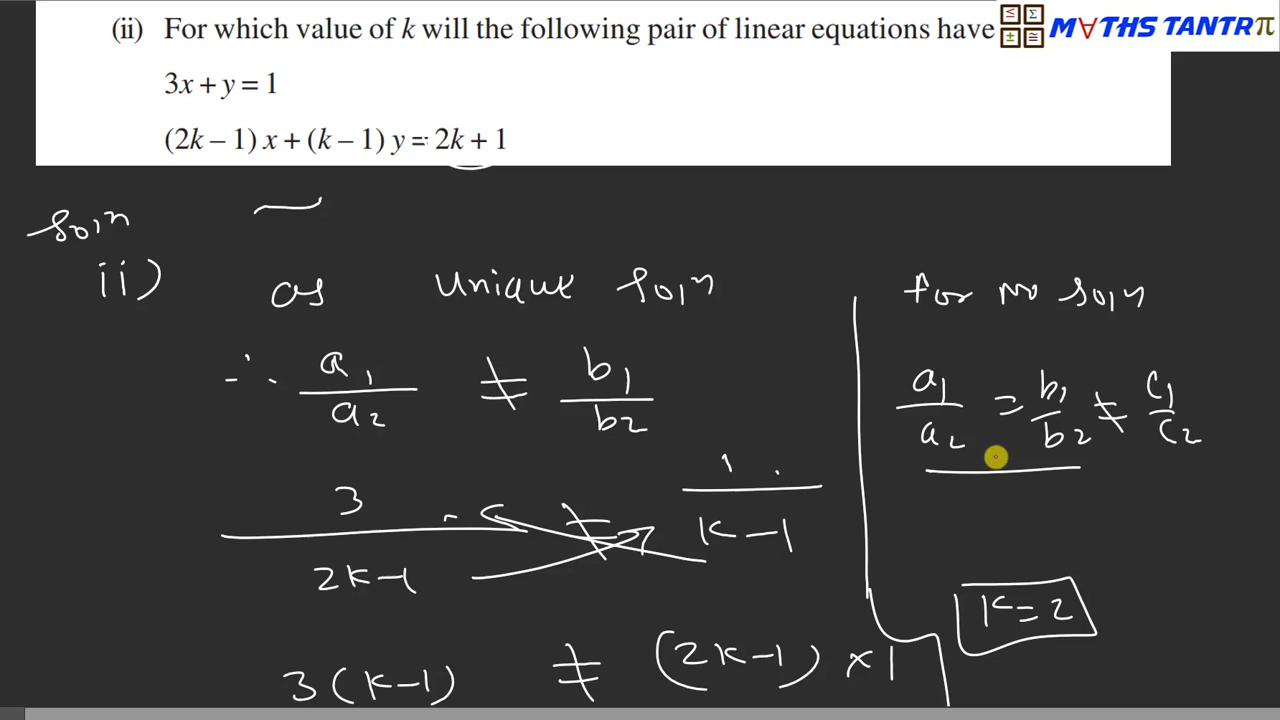 (ii) For which value of k will the following pair of linear equations have
M∀THS TANTRπ
≤ Σ ± ≅
3x + y = 1
(2k – 1) x + (k – 1) y = 2k + 1
Soln
ii) as unique soln
∴ a1/a2 ≠ b1/b2
3/(2k-1) ≠ 1/(k-1)
3(k-1) ≠ (2k-1) × 1
for no soln
a1/a2 = b1/b2 ≠ c1/c2
k=2